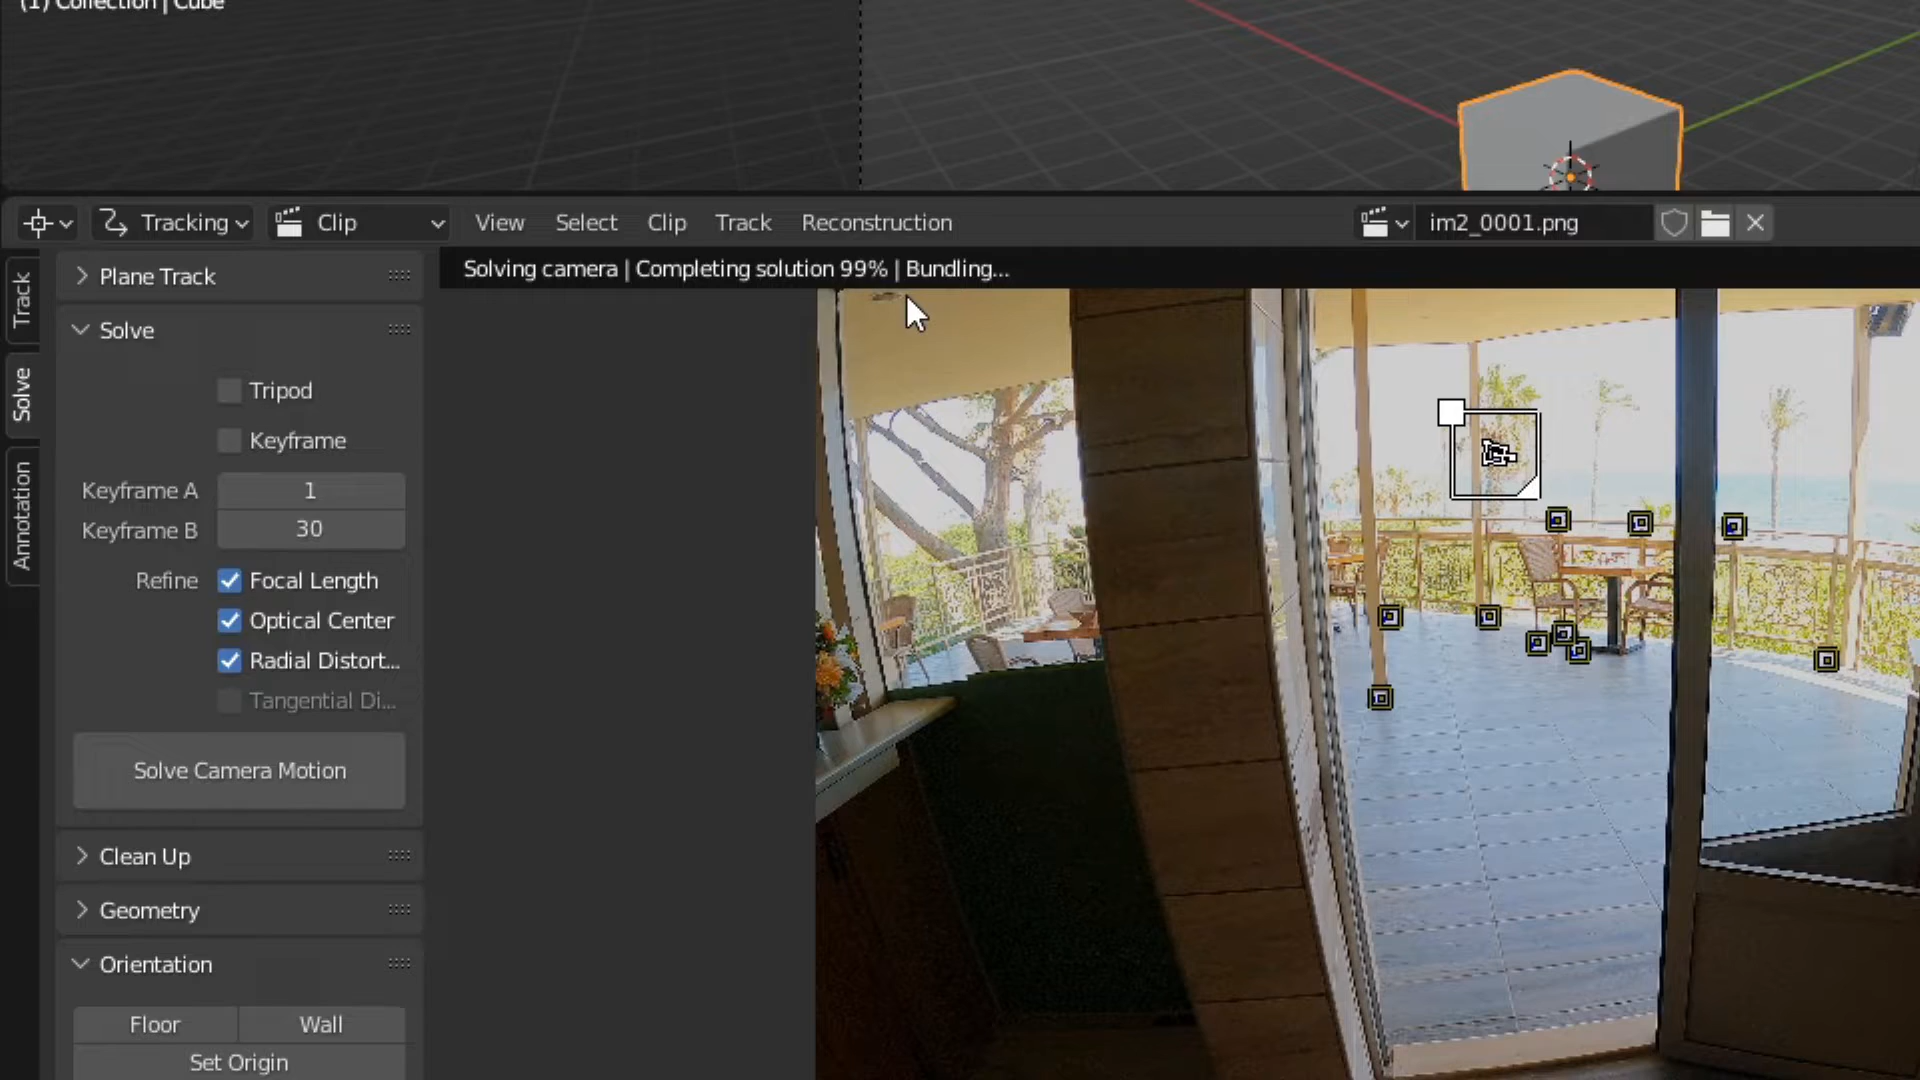 (1) Collection | Cube
Tracking
Clip
View
Select
Clip
Track
Reconstruction
im2_0001.png
Solving camera | Completing solution 99% | Bundling...
Track
Solve
Annotation
Plane Track
Solve
Tripod
Keyframe
Keyframe A 1
Keyframe B 30
Refine Focal Length
Optical Center
Radial Distort...
Tangential Di...
Solve Camera Motion
Clean Up
Geometry
Orientation
Floor Wall
Set Origin